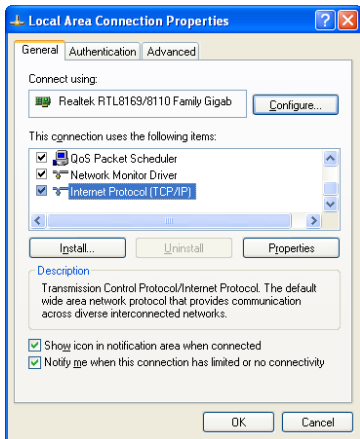 Local Area Connection Properties
General Authentication Advanced
Connect using:
Realtek RTL8169/8110 Family Gigab
Configure...
This connection uses the following items:
QoS Packet Scheduler
Network Monitor Driver
Internet Protocol (TCP/IP)
Install... Uninstall Properties
Description
Transmission Control Protocol/Internet Protocol. The default
wide area network protocol that provides communication
across diverse interconnected networks.
Show icon in notification area when connected
Notify me when this connection has limited or no connectivity
OK Cancel